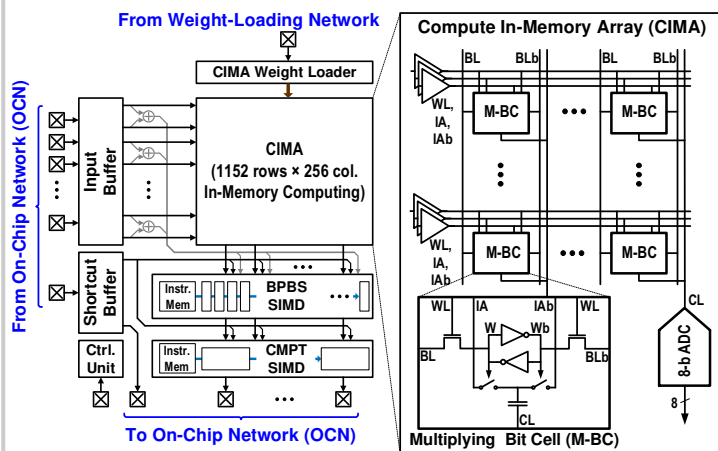 From Weight-Loading Network
CIMA Weight Loader
From On-Chip Network (OCN)
Input
Buffer
CIMA
(1152 rows × 256 col.
In-Memory Computing)
Shortcut
Buffer
Instr.
Mem
BPBS
SIMD
Instr.
Mem
CMPT
SIMD
Ctrl.
Unit
To On-Chip Network (OCN)
Compute In-Memory Array (CIMA)
BL
BLb
BL
BLb
WL,
IA,
IAb
M-BC
M-BC
WL,
IA,
IAb
M-BC
M-BC
WL
IA
IAb
WL
W
Wb
BL
BLb
CL
Multiplying Bit Cell (M-BC)
CL
8-b ADC
8